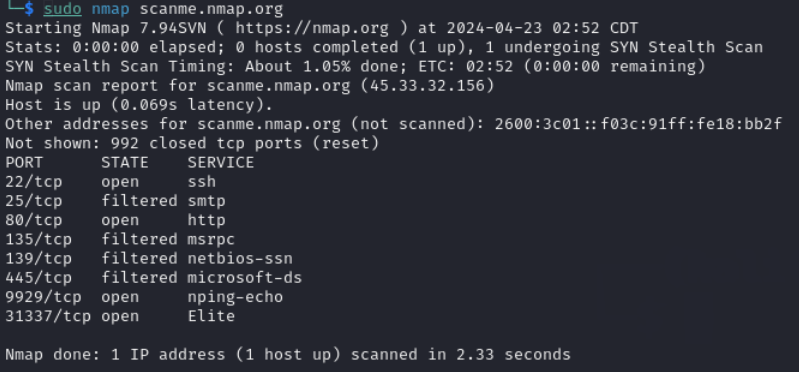 └─$ sudo nmap scanme.nmap.org
Starting Nmap 7.94SVN ( https://nmap.org ) at 2024-04-23 02:52 CDT
Stats: 0:00:00 elapsed; 0 hosts completed (1 up), 1 undergoing SYN Stealth Scan
SYN Stealth Scan Timing: About 1.05% done; ETC: 02:52 (0:00:00 remaining)
Nmap scan report for scanme.nmap.org (45.33.32.156)
Host is up (0.069s latency).
Other addresses for scanme.nmap.org (not scanned): 2600:3c01::f03c:91ff:fe18:bb2f
Not shown: 992 closed tcp ports (reset)
PORT      STATE    SERVICE
22/tcp    open     ssh
25/tcp    filtered smtp
80/tcp    open     http
135/tcp   filtered msrpc
139/tcp   filtered netbios-ssn
445/tcp   filtered microsoft-ds
9929/tcp  open     nping-echo
31337/tcp open     Elite
Nmap done: 1 IP address (1 host up) scanned in 2.33 seconds